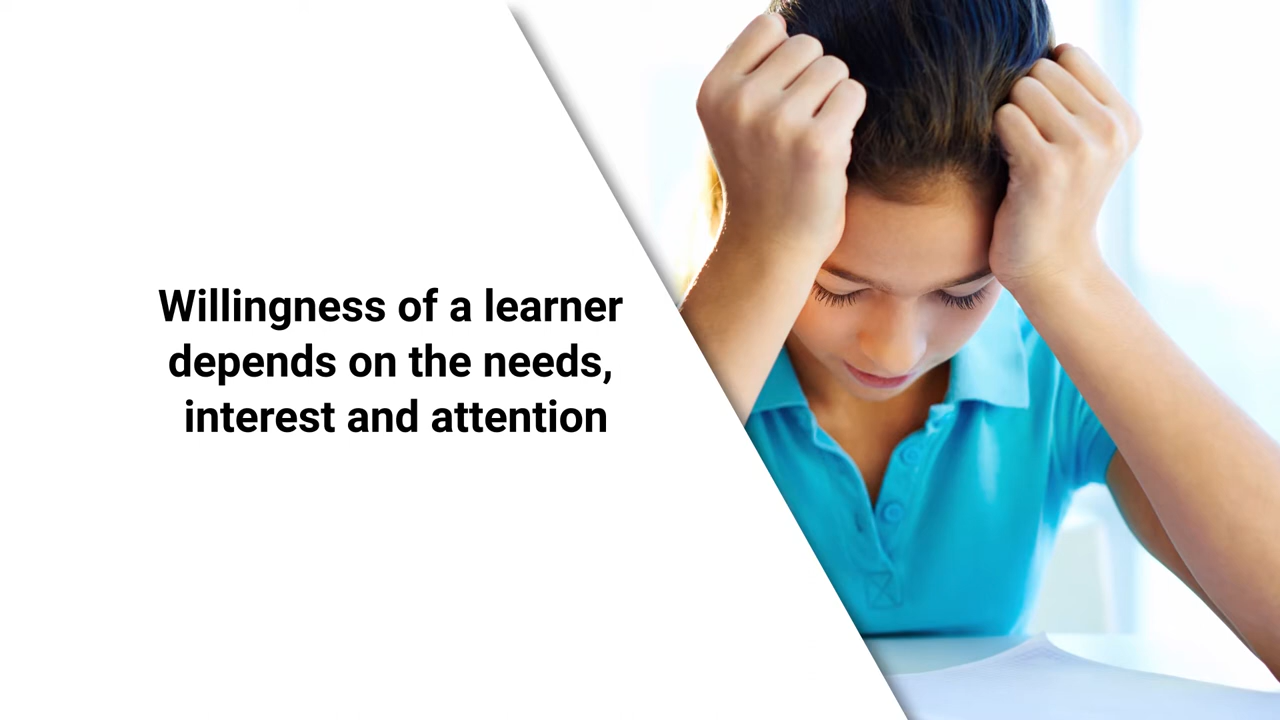 Willingness of a learner
depends on the needs,
interest and attention